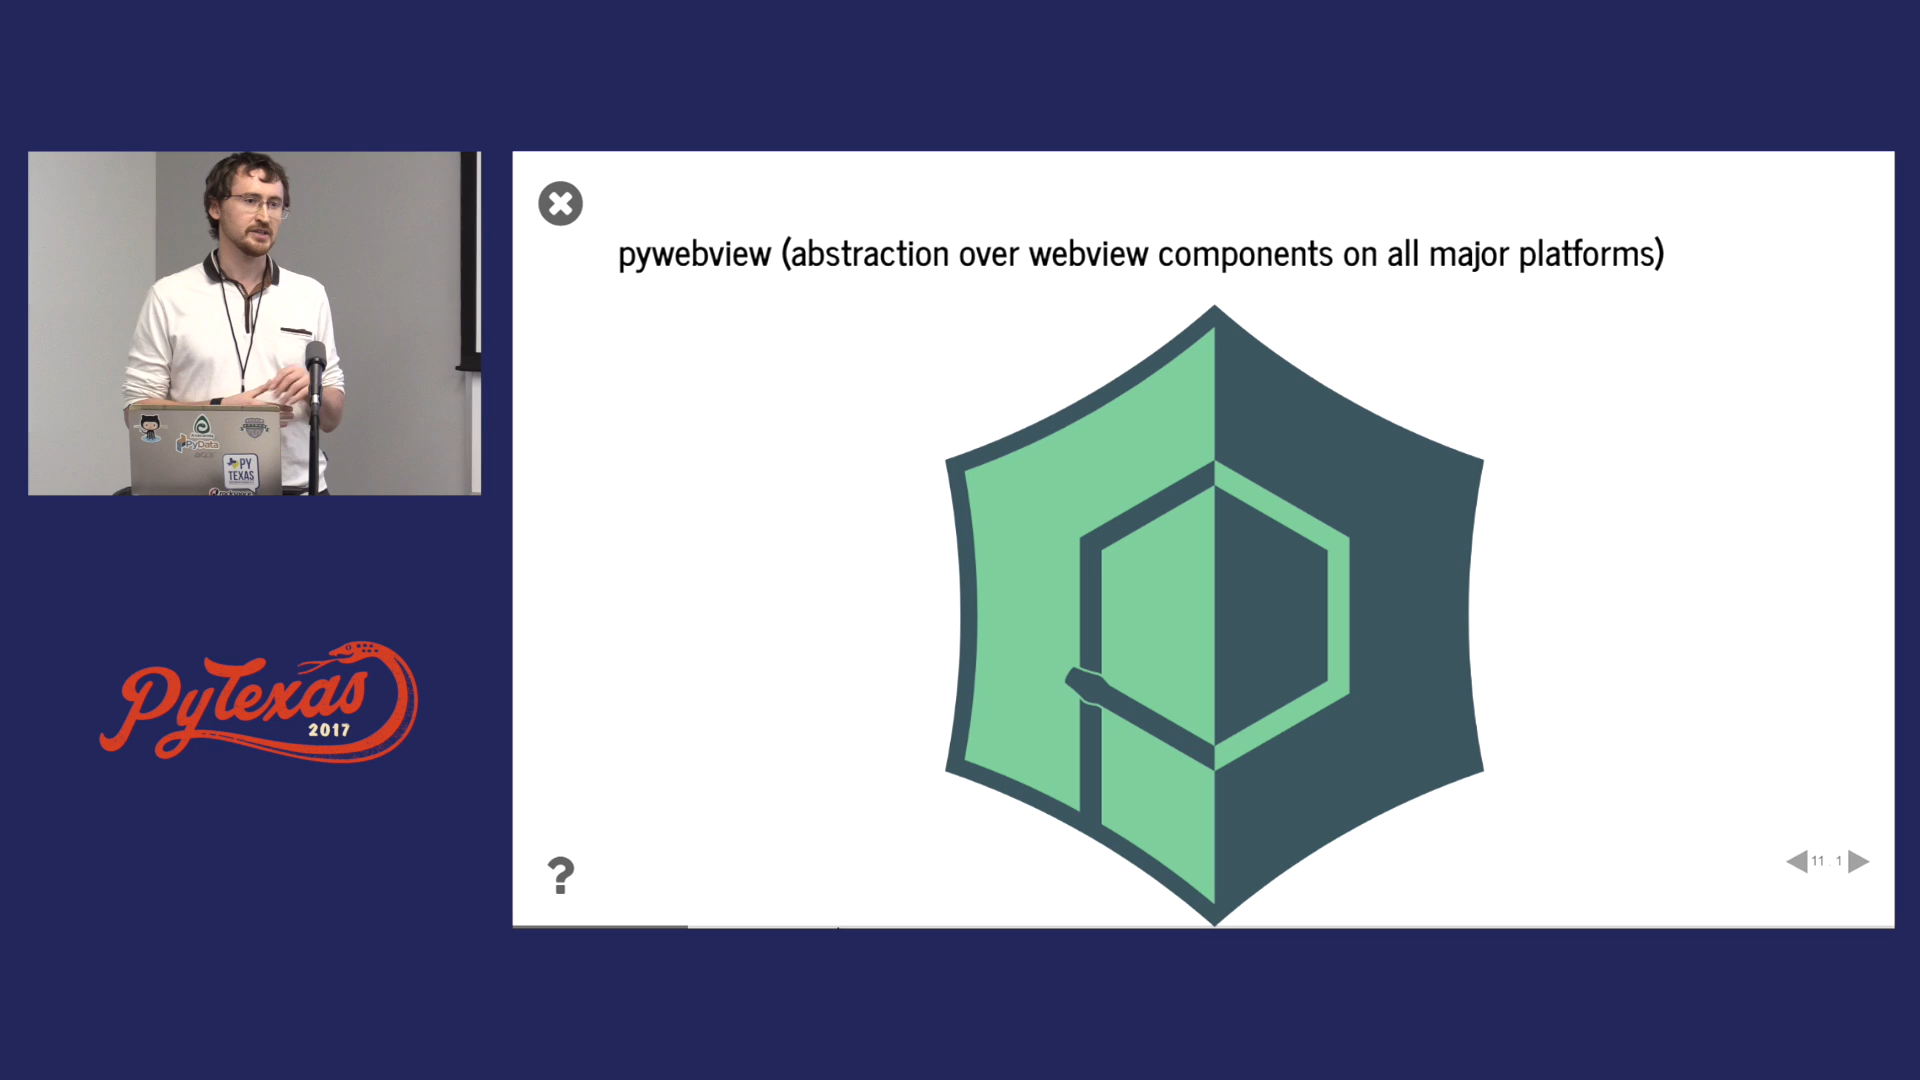 pywebview (abstraction over webview components on all major platforms)
PyData
PY
TEXAS
PyTexas
2017
?
11 . 1